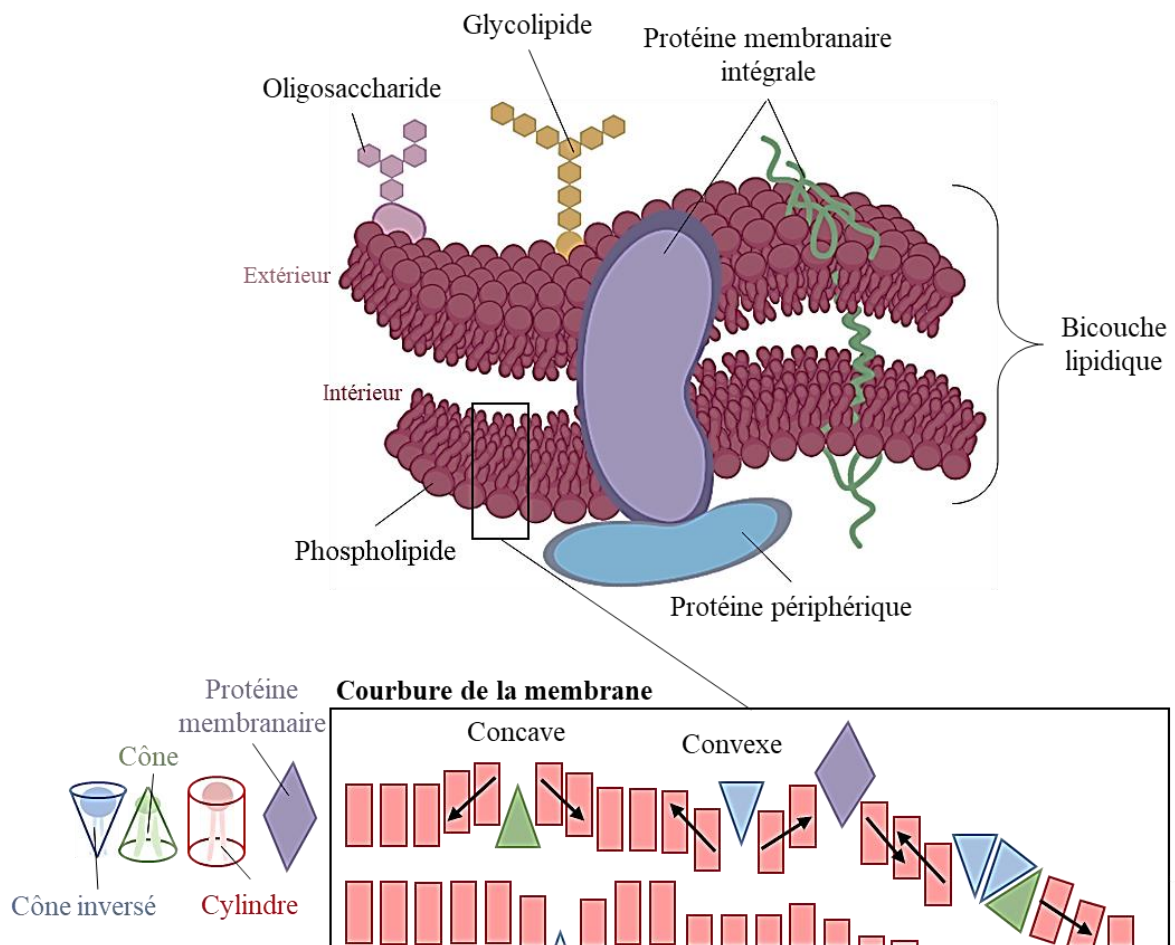 Glycolipide
Protéine membranaire
intégrale
Oligosaccharide
Extérieur
Bicouche
lipidique
Intérieur
Phospholipide
Protéine périphérique
Protéine
membranaire
Courbure de la membrane
Concave
Convexe
Cône
Cône inversé
Cylindre